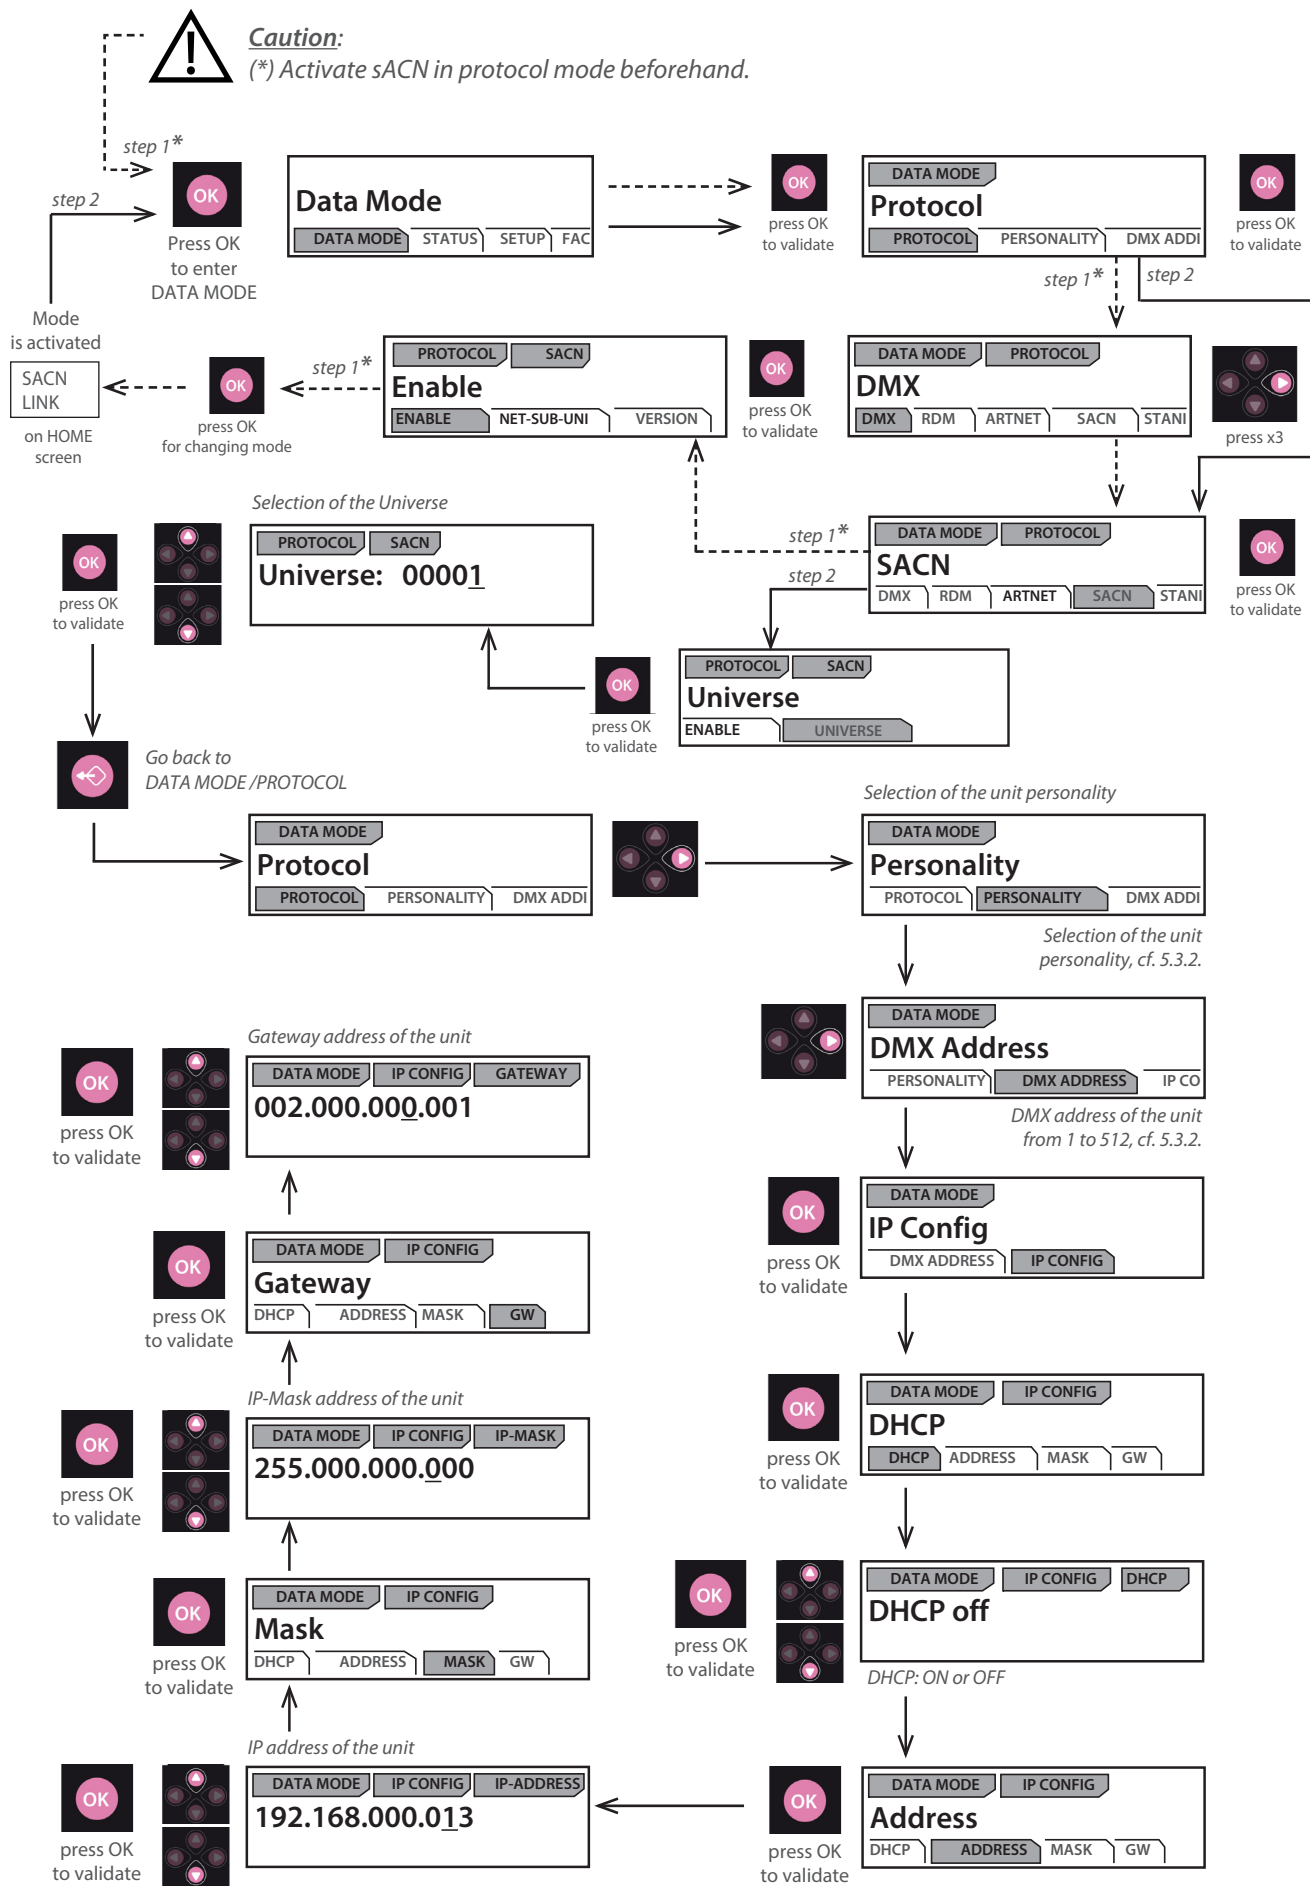 Caution:
(*) Activate sACN in protocol mode beforehand.
step 1*
step 2
OK
Press OK
to enter
DATA MODE
Data Mode
DATA MODE STATUS SETUP FAC
OK
press OK
to validate
DATA MODE
Protocol
PROTOCOL PERSONALITY DMX ADDI
OK
press OK
to validate
step 1*
step 2
Mode
is activated
SACN
LINK
on HOME
screen
OK
press OK
for changing mode
step 1*
PROTOCOL SACN
Enable
ENABLE NET-SUB-UNI VERSION
OK
press OK
to validate
DATA MODE PROTOCOL
DMX
DMX RDM ARTNET SACN STANI
press x3
Selection of the Universe
OK
press OK
to validate
PROTOCOL SACN
Universe: 00001
step 1*
step 2
DATA MODE PROTOCOL
SACN
DMX RDM ARTNET SACN STANI
OK
press OK
to validate
OK
press OK
to validate
PROTOCOL SACN
Universe
ENABLE UNIVERSE
Go back to
DATA MODE /PROTOCOL
DATA MODE
Protocol
PROTOCOL PERSONALITY DMX ADDI
Selection of the unit personality
DATA MODE
Personality
PROTOCOL PERSONALITY DMX ADDI
Selection of the unit
personality, cf. 5.3.2.
DATA MODE
DMX Address
PERSONALITY DMX ADDRESS IP CO
DMX address of the unit
from 1 to 512, cf. 5.3.2.
OK
press OK
to validate
DATA MODE
IP Config
DMX ADDRESS IP CONFIG
OK
press OK
to validate
DATA MODE IP CONFIG
DHCP
DHCP ADDRESS MASK GW
OK
press OK
to validate
DATA MODE IP CONFIG DHCP
DHCP off
DHCP: ON or OFF
OK
press OK
to validate
DATA MODE IP CONFIG
Address
DHCP ADDRESS MASK GW
IP address of the unit
OK
press OK
to validate
DATA MODE IP CONFIG IP-ADDRESS
192.168.000.013
OK
press OK
to validate
DATA MODE IP CONFIG
Mask
DHCP ADDRESS MASK GW
IP-Mask address of the unit
OK
press OK
to validate
DATA MODE IP CONFIG IP-MASK
255.000.000.000
OK
press OK
to validate
DATA MODE IP CONFIG
Gateway
DHCP ADDRESS MASK GW
Gateway address of the unit
OK
press OK
to validate
DATA MODE IP CONFIG GATEWAY
002.000.000.001